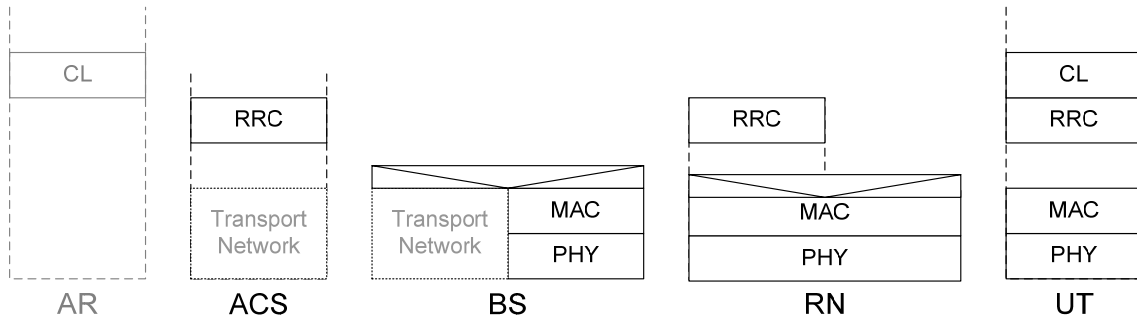 CL
RRC
Transport
Network
AR
ACS
Transport
Network
MAC
PHY
BS
RRC
MAC
PHY
RN
CL
RRC
MAC
PHY
UT